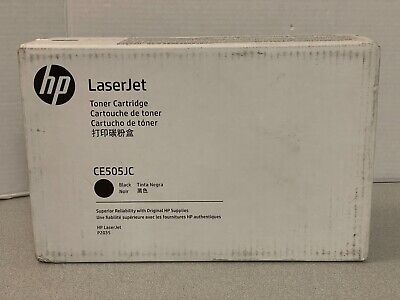 hp
LaserJet
Toner Cartridge
Cartouche de toner
Cartucho de tóner
打印碳粉盒
CE505JC
Black Tinta Negra
Noir 黑色
Superior Reliability with Original HP Supplies
Une fiabilité supérieure avec les fournitures HP authentiques
HP LaserJet
P2035